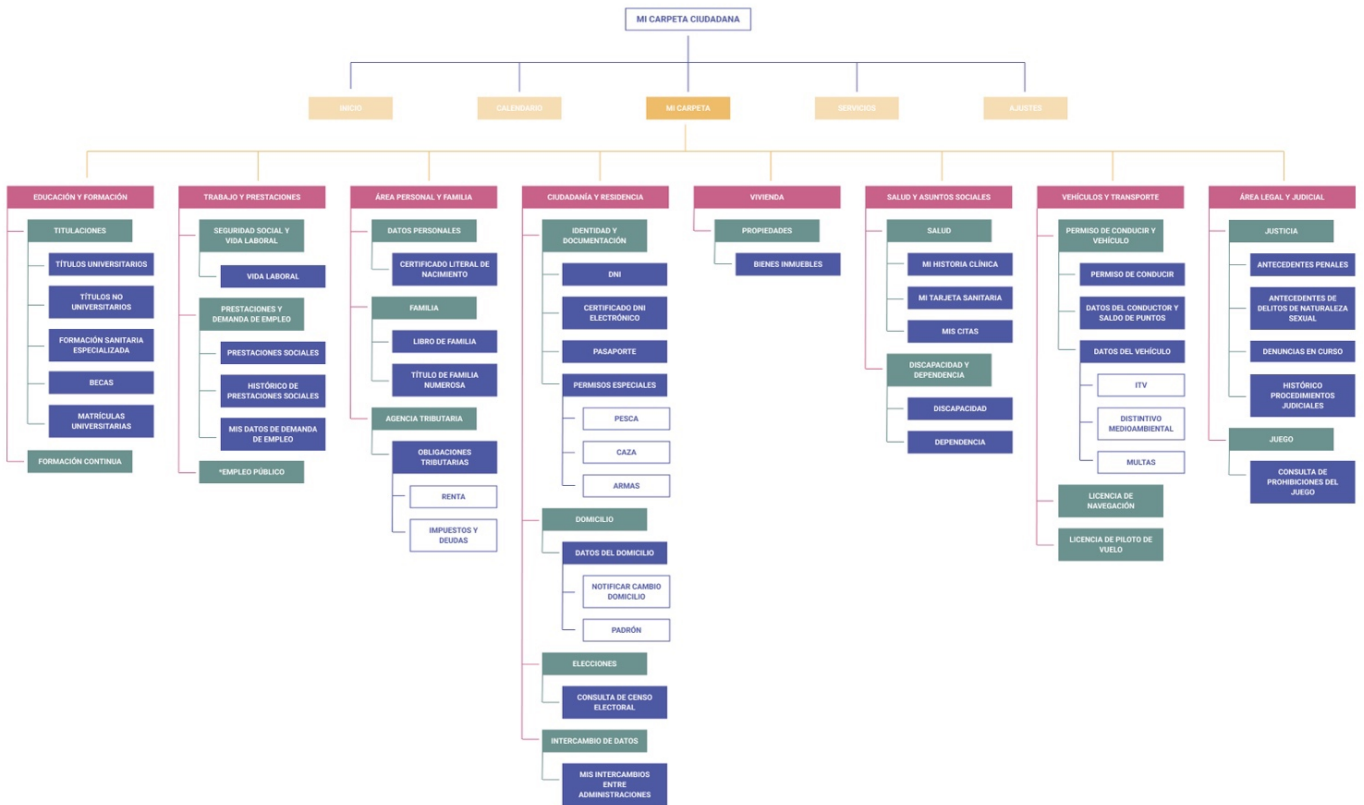 MI CARPETA CIUDADANA
INICIO
CALENDARIO
MI CARPETA
SERVICIOS
AJUSTES
EDUCACIÓN Y FORMACIÓN
TITULACIONES
TÍTULOS UNIVERSITARIOS
TÍTULOS NO
UNIVERSITARIOS
FORMACIÓN SANITARIA
ESPECIALIZADA
BECAS
MATRÍCULAS
UNIVERSITARIAS
FORMACIÓN CONTINUA
TRABAJO Y PRESTACIONES
SEGURIDAD SOCIAL Y
VIDA LABORAL
VIDA LABORAL
PRESTACIONES Y
DEMANDA DE EMPLEO
PRESTACIONES SOCIALES
HISTÓRICO DE
PRESTACIONES SOCIALES
MIS DATOS DE DEMANDA
DE EMPLEO
*EMPLEO PÚBLICO
ÁREA PERSONAL Y FAMILIA
DATOS PERSONALES
CERTIFICADO LITERAL DE
NACIMIENTO
FAMILIA
LIBRO DE FAMILIA
TÍTULO DE FAMILIA
NUMEROSA
AGENCIA TRIBUTARIA
OBLIGACIONES
TRIBUTARIAS
RENTA
IMPUESTOS Y
DEUDAS
CIUDADANÍA Y RESIDENCIA
IDENTIDAD Y
DOCUMENTACIÓN
DNI
CERTIFICADO DNI
ELECTRÓNICO
PASAPORTE
PERMISOS ESPECIALES
PESCA
CAZA
ARMAS
DOMICILIO
DATOS DEL DOMICILIO
NOTIFICAR CAMBIO
DOMICILIO
PADRÓN
ELECCIONES
CONSULTA DE CENSO
ELECTORAL
INTERCAMBIO DE DATOS
MIS INTERCAMBIOS
ENTRE
ADMINISTRACIONES
VIVIENDA
PROPIEDADES
BIENES INMUEBLES
SALUD Y ASUNTOS SOCIALES
SALUD
MI HISTORIA CLÍNICA
MI TARJETA SANITARIA
MIS CITAS
DISCAPACIDAD Y
DEPENDENCIA
DISCAPACIDAD
DEPENDENCIA
VEHÍCULOS Y TRANSPORTE
PERMISO DE CONDUCIR Y
VEHÍCULO
PERMISO DE CONDUCIR
DATOS DEL CONDUCTOR Y
SALDO DE PUNTOS
DATOS DEL VEHÍCULO
ITV
DISTINTIVO
MEDIOAMBIENTAL
MULTAS
LICENCIA DE
NAVEGACIÓN
LICENCIA DE PILOTO DE
VUELO
ÁREA LEGAL Y JUDICIAL
JUSTICIA
ANTECEDENTES PENALES
ANTECEDENTES DE
DELITOS DE NATURALEZA
SEXUAL
DENUNCIAS EN CURSO
HISTÓRICO
PROCEDIMIENTOS
JUDICIALES
JUEGO
CONSULTA DE
PROHIBICIONES DEL
JUEGO